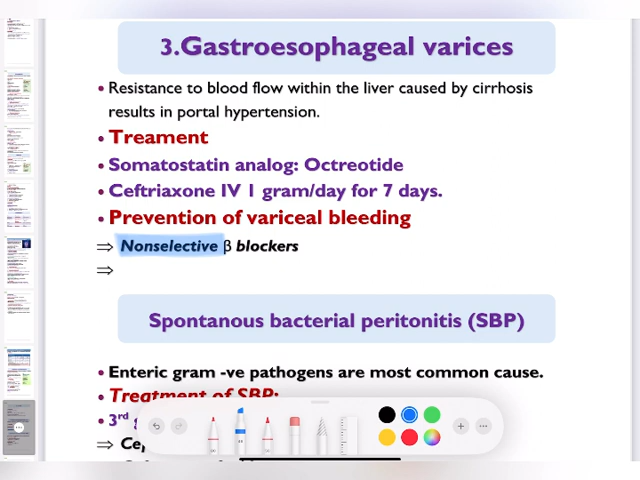 3.Gastroesophageal varices
• Resistance to blood flow within the liver caused by cirrhosis
results in portal hypertension.
• Treament
• Somatostatin analog: Octreotide
• Ceftriaxone IV 1 gram/day for 7 days.
• Prevention of variceal bleeding
⇒ Nonselective β blockers
⇒
Spontanous bacterial peritonitis (SBP)
• Enteric gram -ve pathogens are most common cause.
• Treatment of SBP:
• 3rd